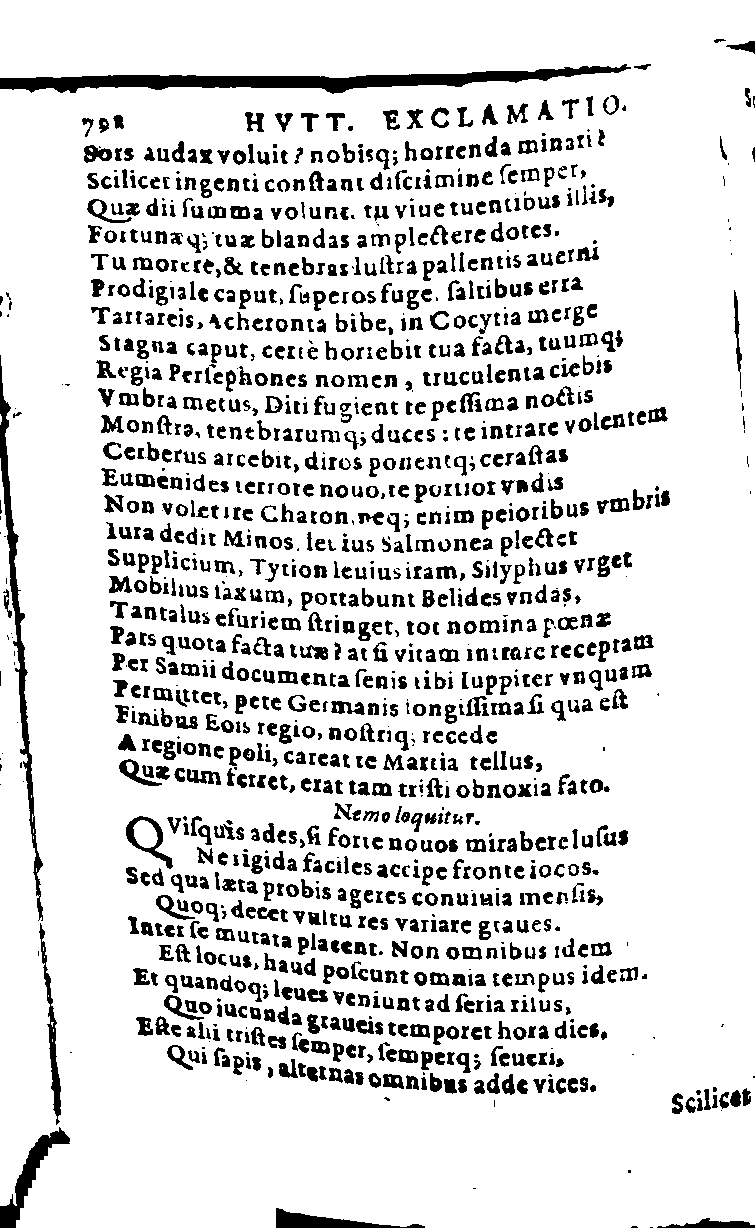 792 HVTT. EXCLAMATIO.
Sors audax voluit? nobisq; horrenda minari?
Scilicet ingenti conſtant diſcrimine ſemper,
Quæ dii ſumma volunt. tu viue tuentibus illis,
Fortunæq; tuæ blandas amplectere dotes.
Tu morere, & tenebras luſtra pallentis auerni
Prodigiale caput, ſuperos fuge. ſaltibus erra
Tartareis, Acheronta bibe, in Cocytia merge
Stagna caput, certè horrebit tua facta, tuumq;
Regia Perſephones nomen, truculenta ciebis
Vmbra metus, Diti fugient te peſſima noctis
Monſtra, tenebrarumq; duces: te intrare volentem
Cerberus arcebit, diros ponentq; ceraſtas
Eumenides terrore nouo, te portior vndis
Non volet ire Charon, neq; enim peioribus vmbris
Iura dedit Minos. leuius Salmonea plectet
Supplicium, Tytion leuius iram, Siſyphus vrget
Mobilius ſaxum, portabunt Belides vndas,
Tantalus eſuriem ſtringet, tot nomina pœnæ
Pars quota facta tuæ? at ſi vitam intrare receptam
Per Samii documenta ſenis tibi Iuppiter vnquam
Permittet, pete Germanis longiſſima ſi qua eſt
Finibus Eois regio, noſtriq; recede
A regione poli, careat te Martia tellus,
Quæ cum ferret, erat tam triſti obnoxia fato.
Nemo loquitur.
QViſquis ades, ſi forte nouos mirabere luſus
Ne rigida faciles accipe fronte iocos.
Sed qua læta probis ageres conuiuia menſis,
Quoq; decet vultu res variare graues.
Inter ſe mutata placent. Non omnibus idem
Eſt locus, haud poſcunt omnia tempus idem.
Et quandoq; leues veniunt ad ſeria riſus,
Quo iucunda graueis temporet hora dies.
Eſte alii triſtes ſemper, ſemperq; ſeueri,
Qui ſapis, alternas omnibus adde vices.
Scilicet